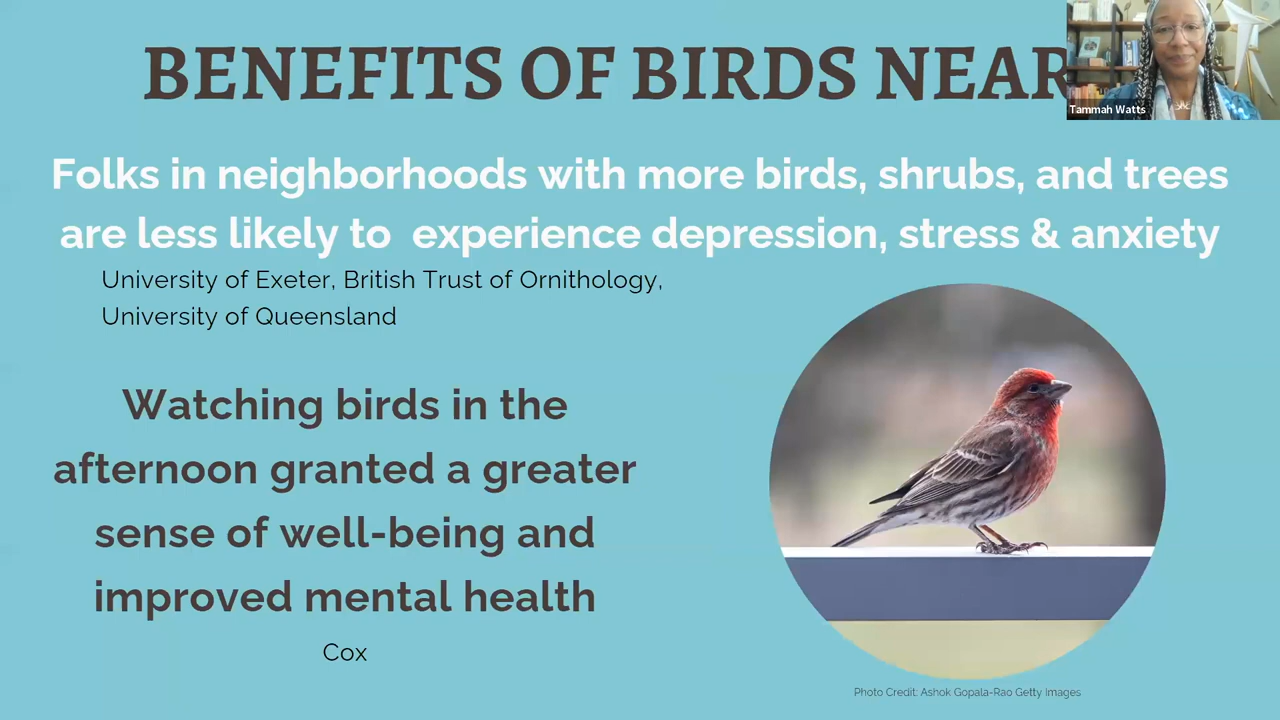 BENEFITS OF BIRDS NEAR
Tammah Watts
Folks in neighborhoods with more birds, shrubs, and trees
are less likely to experience depression, stress & anxiety
University of Exeter, British Trust of Ornithology,
University of Queensland
Watching birds in the
afternoon granted a greater
sense of well-being and
improved mental health
Cox
Photo Credit: Ashok Gopala-Rao Getty Images